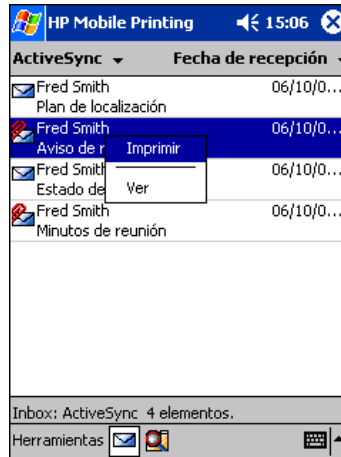 HP Mobile Printing 15:06
ActiveSync Fecha de recepción
Fred Smith 06/10/0...
Plan de localización
Fred Smith 06/10/0...
Aviso de r
Imprimir
Fred Smith 06/10/0...
Estado de
Ver
Fred Smith 06/10/0...
Minutos de reunión
Inbox: ActiveSync 4 elementos.
Herramientas